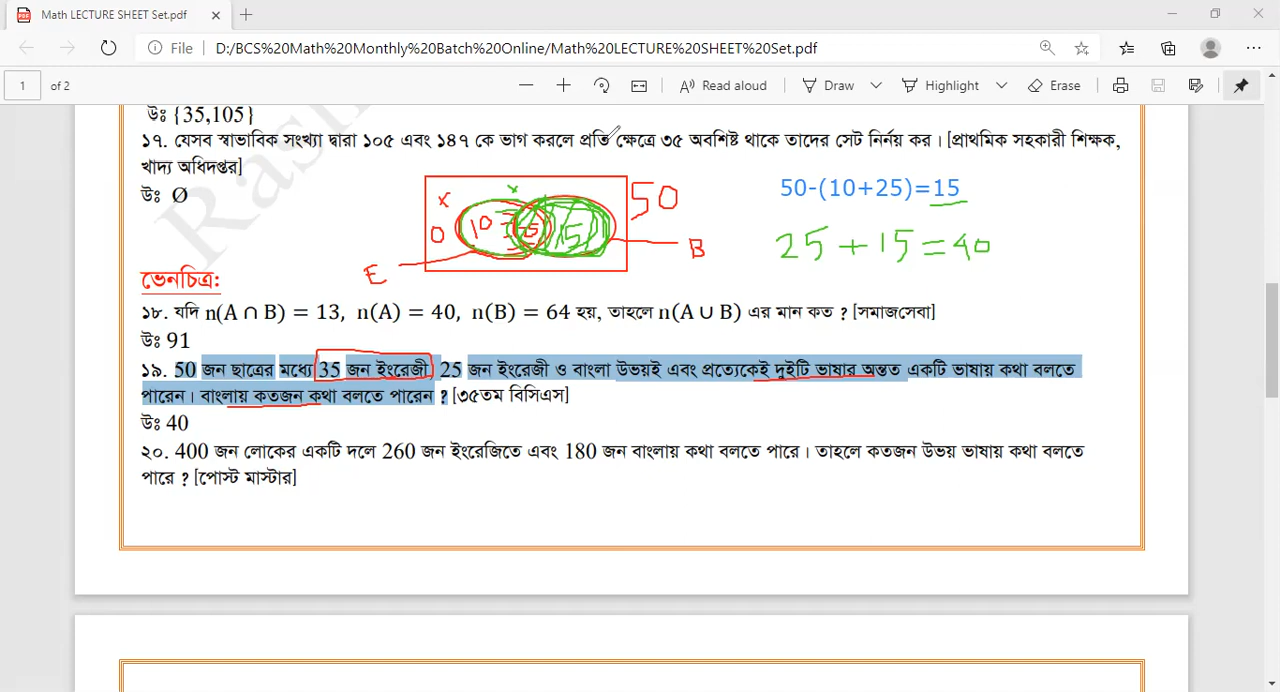 Math LECTURE SHEET Set.pdf
File D:/BCS%20Math%20Monthly%20Batch%20Online/Math%20LECTURE%20SHEET%20Set.pdf
1 of 2 Read aloud Draw Highlight Erase
উঃ {35,105}
১৭. যেসব স্বাভাবিক সংখ্যা দ্বারা ১০৫ এবং ১৪৭ কে ভাগ করলে প্রতি ক্ষেত্রে ৩৫ অবশিষ্ট থাকে তাদের সেট নির্নয় কর। [প্রাথমিক সহকারী শিক্ষক,
খাদ্য অধিদপ্তর]
উঃ Ø
50-(10+25)=15
x x 50
0 10 15
25+15=40
E B
ভেনচিত্র:
১৮. যদি n(A ∩ B) = 13, n(A) = 40, n(B) = 64 হয়, তাহলে n(A ∪ B) এর মান কত ? [সমাজসেবা]
উঃ 91
১৯. 50 জন ছাত্রের মধ্যে 35 জন ইংরেজী 25 জন ইংরেজী ও বাংলা উভয়ই এবং প্রত্যেকেই দুইটি ভাষার অন্তত একটি ভাষায় কথা বলতে
পারেন। বাংলায় কতজন কথা বলতে পারেন ? [৩৫তম বিসিএস]
উঃ 40
২০. 400 জন লোকের একটি দলে 260 জন ইংরেজিতে এবং 180 জন বাংলায় কথা বলতে পারে। তাহলে কতজন উভয় ভাষায় কথা বলতে
পারে ? [পোস্ট মাস্টার]